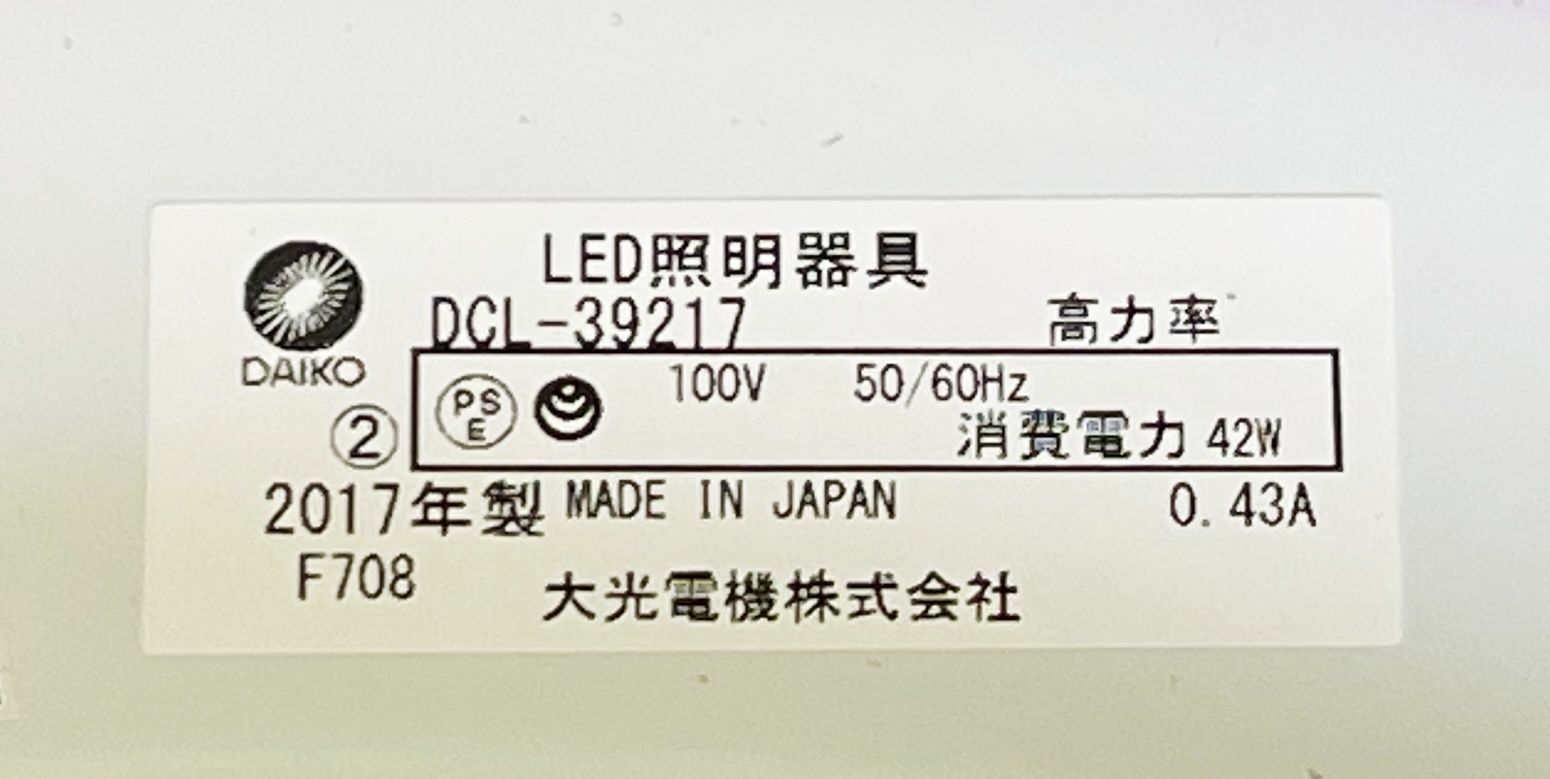 LED照明器具
DCL-39217 高力率
DAIKO
② PSE 100V 50/60Hz
消費電力 42W
2017年製 MADE IN JAPAN 0.43A
F708 大光電機株式会社